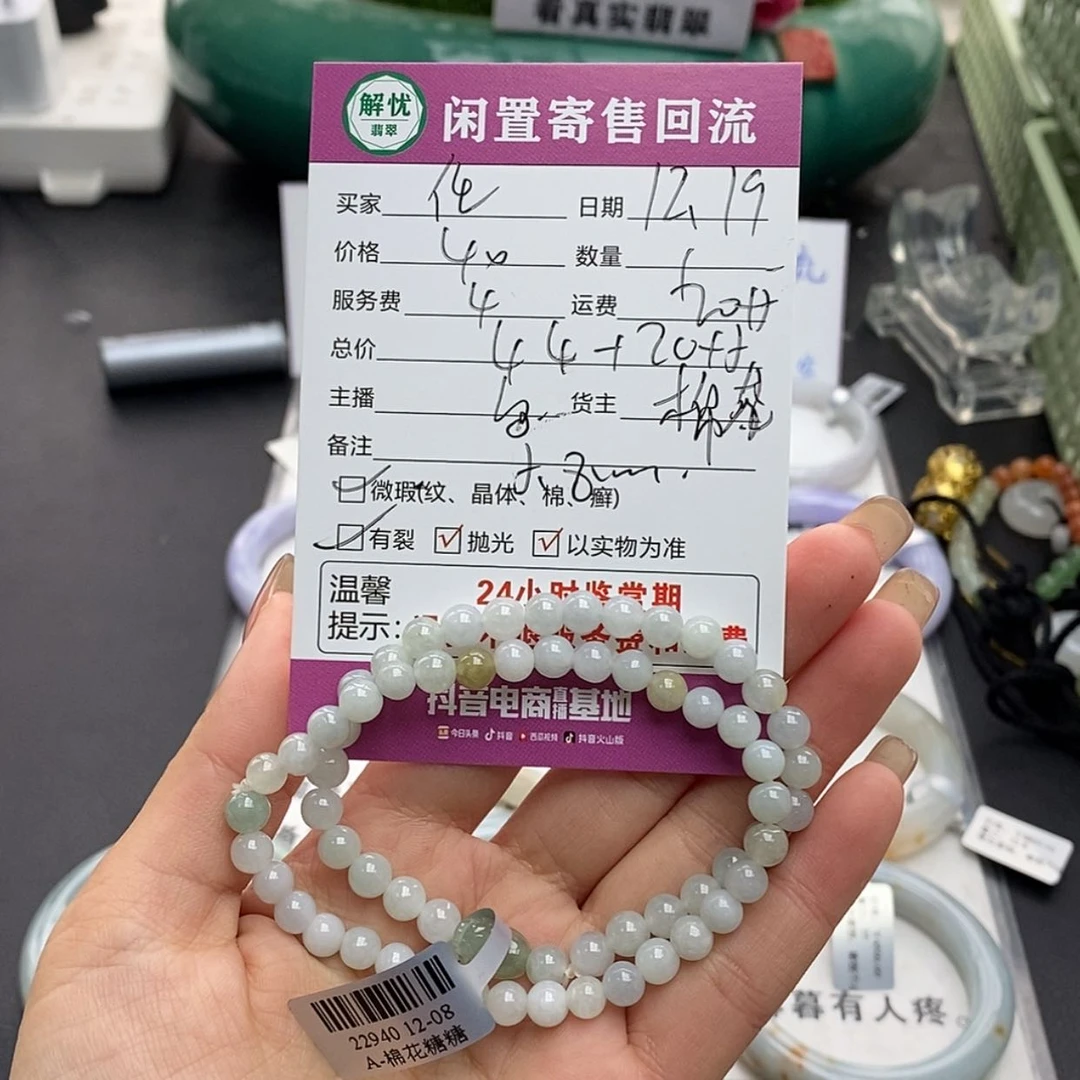 看真实翡翠
解忧
翡翠
闲置寄售回流
买家 日期 12.19
价格 数量 1
服务费 4 运费 20ft
总价 44+20ft
主播 货主
备注
微瑕(纹、晶体、棉、癣)
有裂 抛光 以实物为准
温馨
提示:
24小时鉴赏期
费
抖音电商直播基地
今日头条 抖音 西瓜视频 抖音火山版
22940 12-08
A-棉花糖糖
暮有人疼。